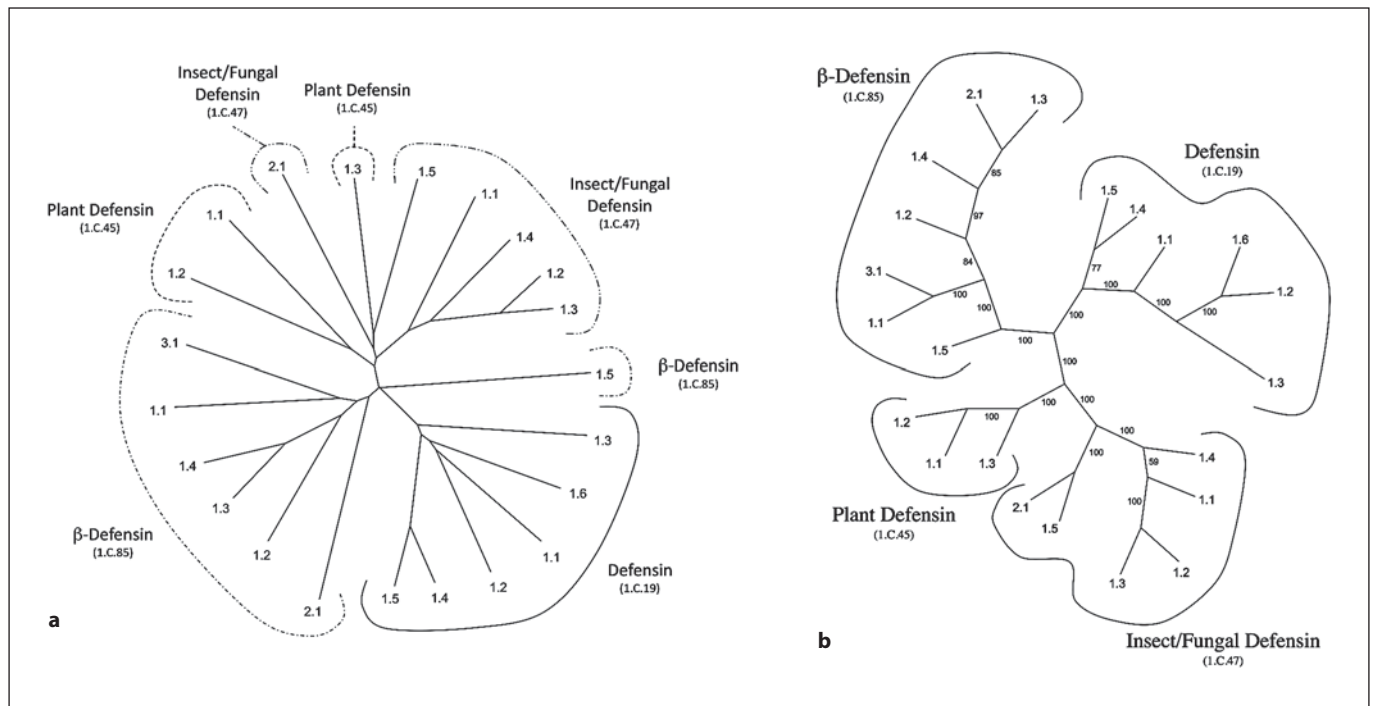 Insect/Fungal
Defensin
(1.C.47)
Plant Defensin
(1.C.45)
2.1
1.3
1.5
1.1
Insect/Fungal
Defensin
(1.C.47)
Plant Defensin
(1.C.45)
1.1
1.4
1.2
1.2
1.3
3.1
1.5
β-Defensin
(1.C.85)
1.1
1.3
1.4
1.6
1.3
β-Defensin
(1.C.85)
1.2
1.1
Defensin
(1.C.19)
2.1
1.5
1.4
1.2
a
β-Defensin
(1.C.85)
2.1
1.3
1.4
85
1.2
97
84
3.1
100
100
1.1
1.5
100
Defensin
(1.C.19)
1.5
1.4
1.1
1.6
77
100
1.2
100
100
100
1.3
100
100
100
100
1.2
1.1
1.3
Plant Defensin
(1.C.45)
100
100
59
1.4
2.1
1.5
1.1
100
1.3
1.2
Insect/Fungal Defensin
(1.C.47)
b